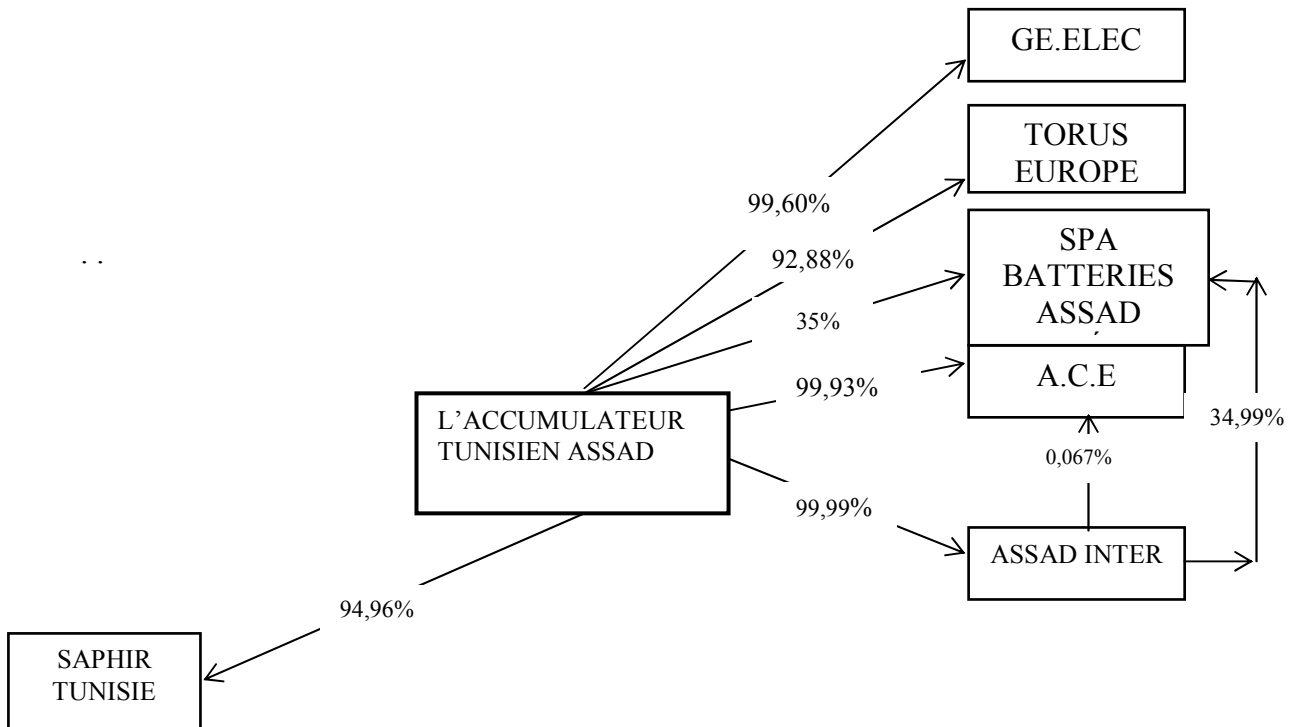 GE.ELEC
TORUS
EUROPE
99,60%
SPA
BATTERIES
ASSAD
92,88%
35%
A.C.E
99,93%
L'ACCUMULATEUR
TUNISIEN ASSAD
34,99%
0,067%
99,99%
ASSAD INTER
94,96%
SAPHIR
TUNISIE